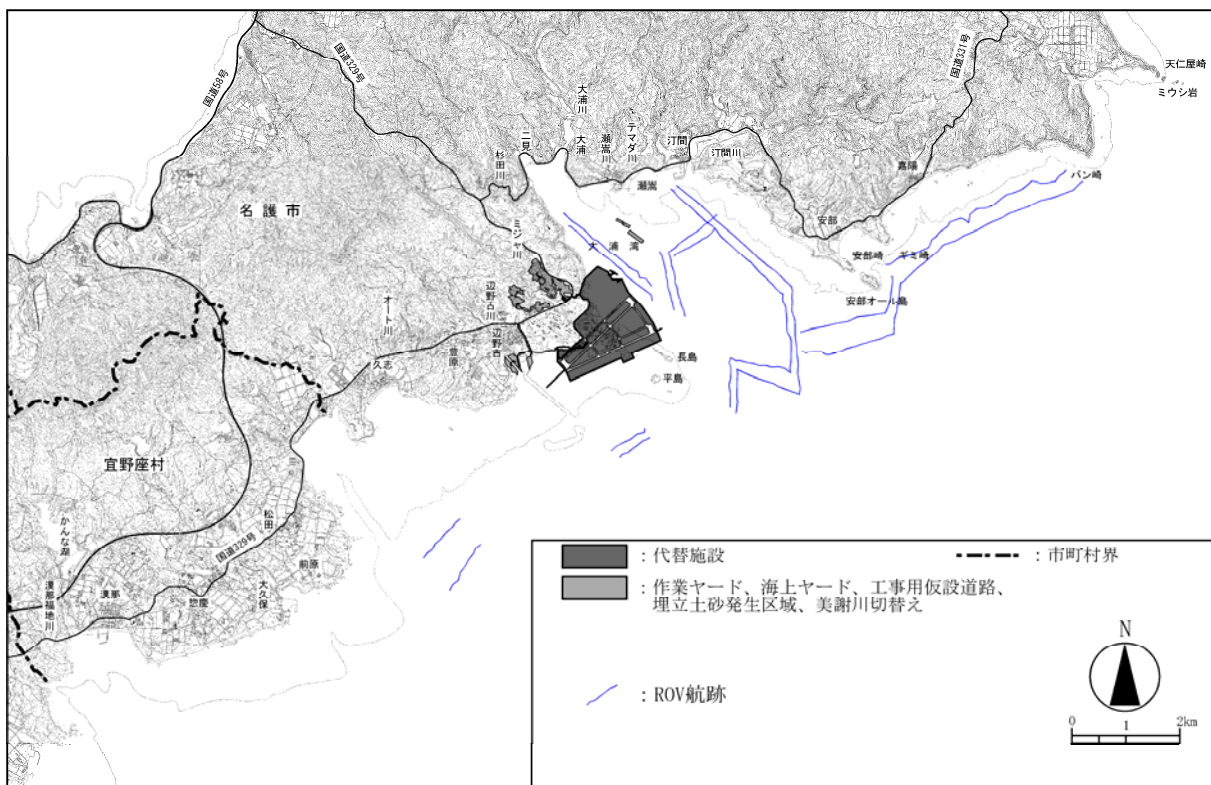 天仁屋崎
ミウシ岩
国道58号
国道329号
国道331号
大浦川
二見
大浦
瀬嵩川
テマダ川
汀間
汀間川
杉田川
瀬嵩
嘉陽
バン崎
名護市
ミジャ川
大浦湾
安部
安部崎
ギミ崎
安部オール島
オート川
辺野古川
辺野古
豊原
久志
長島
平島
宜野座村
かんな湖
松田
国道329号
前原
大久保
惣慶
漢那
漢那福地川
：代替施設
：市町村界
：作業ヤード、海上ヤード、工事用仮設道路、
埋立土砂発生区域、美謝川切替え
：ROV航跡
N
0 1 2km